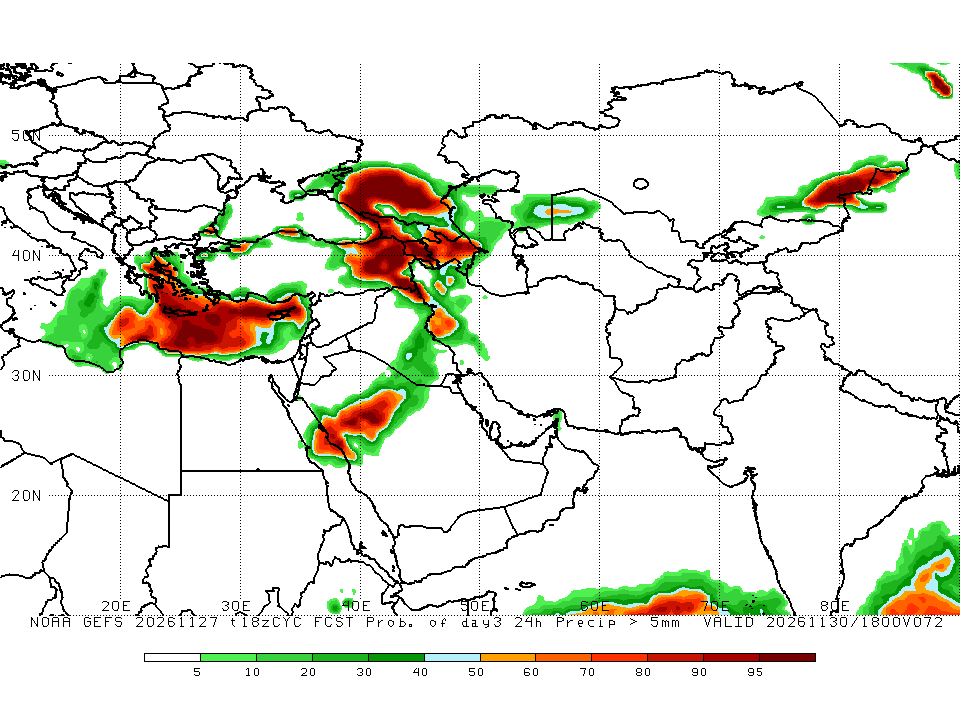 50N
40N
30N
20N
20E 30E 40E 50E 60E 70E 80E
NOAA GEFS 20261127 t18zCYC FCST Prob. of day3 24h Precip > 5mm VALID 20261130/1800V072
5 10 20 30 40 50 60 70 80 90 95